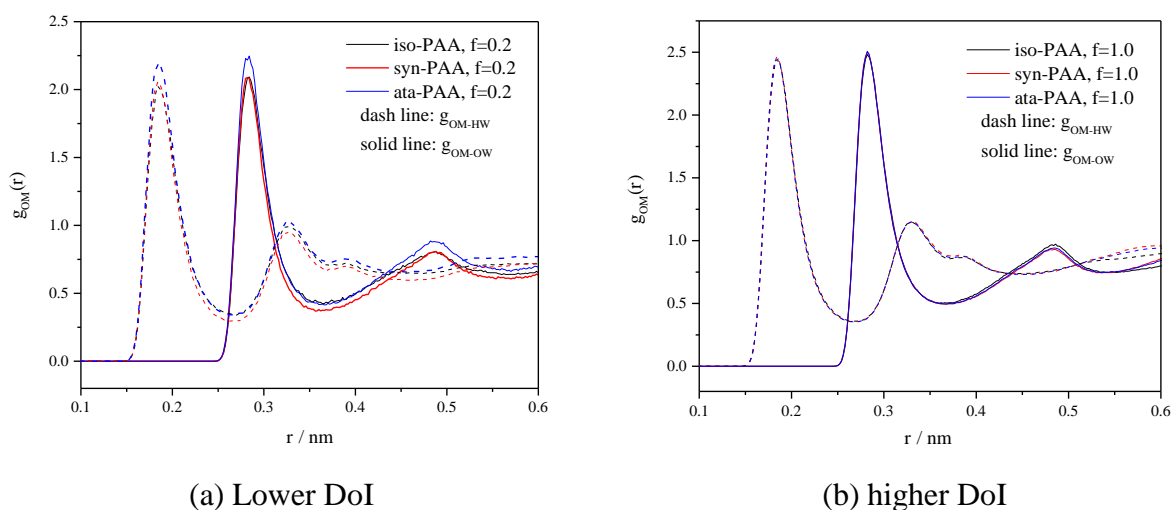 2.5
2.0
1.5
1.0
0.5
0.0
g_OM(r)
iso-PAA, f=0.2
syn-PAA, f=0.2
ata-PAA, f=0.2
dash line: g_OM-HW
solid line: g_OM-OW
0.1 0.2 0.3 0.4 0.5 0.6
r / nm
(a) Lower DoI
2.5
2.0
1.5
1.0
0.5
0.0
g_OM(r)
iso-PAA, f=1.0
syn-PAA, f=1.0
ata-PAA, f=1.0
dash line: g_OM-HW
solid line: g_OM-OW
0.1 0.2 0.3 0.4 0.5 0.6
r / nm
(b) higher DoI